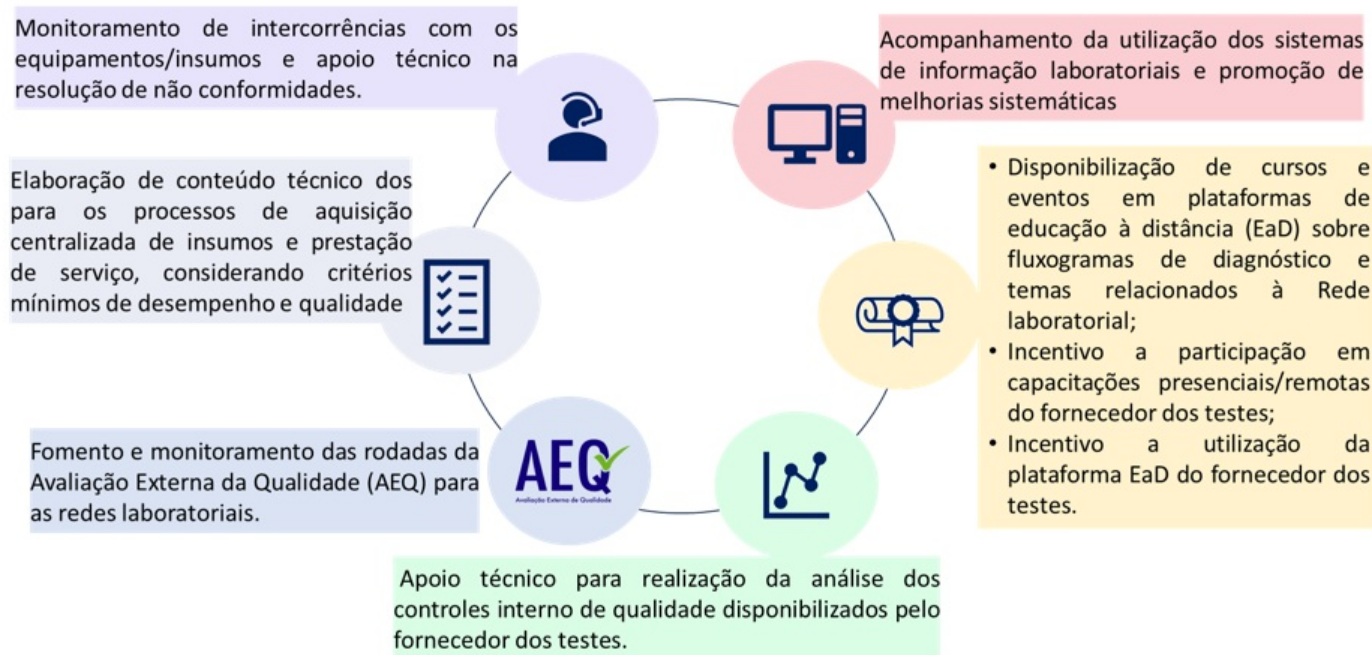 Monitoramento de intercorrências com os
equipamentos/insumos e apoio técnico na
resolução de não conformidades.
Acompanhamento da utilização dos sistemas
de informação laboratoriais e promoção de
melhorias sistemáticas
Elaboração de conteúdo técnico dos
para os processos de aquisição
centralizada de insumos e prestação
de serviço, considerando critérios
mínimos de desempenho e qualidade
• Disponibilização de cursos e
eventos em plataformas de
educação à distância (EaD) sobre
fluxogramas de diagnóstico e
temas relacionados à Rede
laboratorial;
• Incentivo a participação em
capacitações presenciais/remotas
do fornecedor dos testes;
• Incentivo a utilização da
plataforma EaD do fornecedor dos
testes.
Fomento e monitoramento das rodadas da
Avaliação Externa da Qualidade (AEQ) para
as redes laboratoriais.
AEQ
Avaliação Externa de Qualidade
Apoio técnico para realização da análise dos
controles interno de qualidade disponibilizados pelo
fornecedor dos testes.